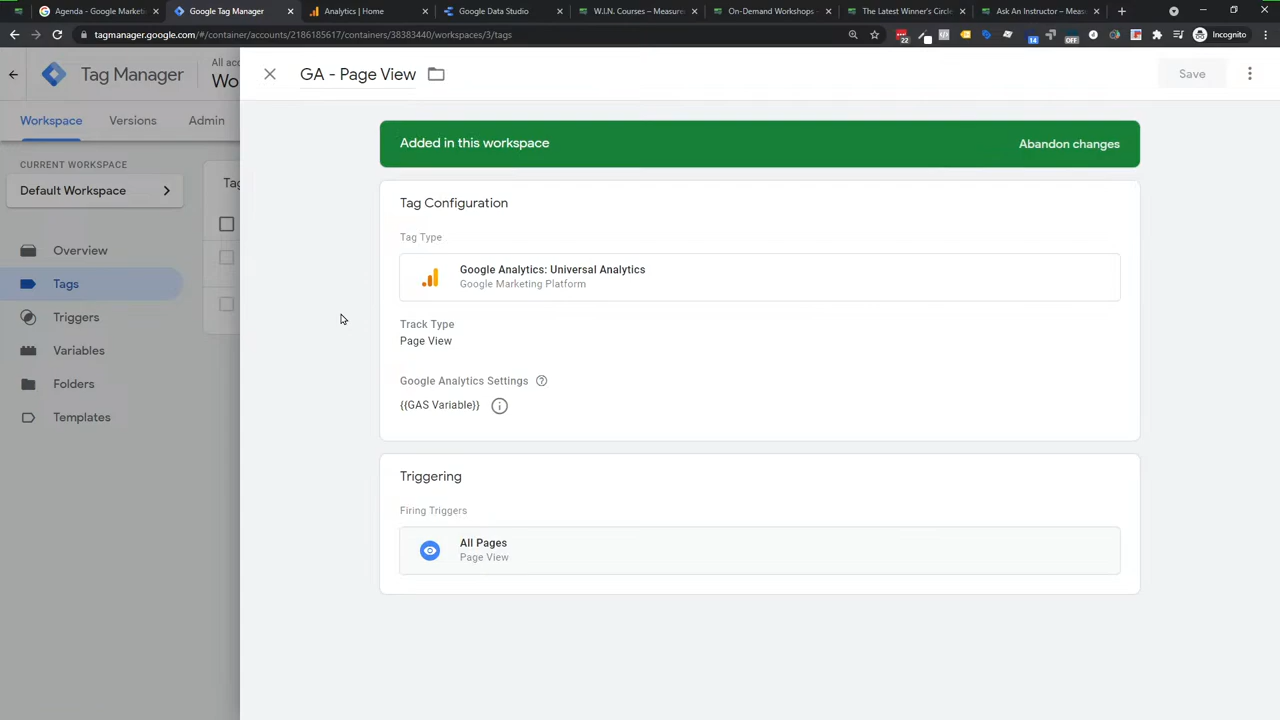 Agenda - Google Marketi
Google Tag Manager
Analytics | Home
Google Data Studio
W.I.N. Courses – Measure
On-Demand Workshops -
The Latest Winner's Circle
Ask An Instructor – Meas
tagmanager.google.com/#/container/accounts/2186185617/containers/38383440/workspaces/3/tags
22
14
OFF
Incognito
Tag Manager
All acc
Wo
GA - Page View
Save
Workspace
Versions
Admin
Added in this workspace
Abandon changes
CURRENT WORKSPACE
Default Workspace
Tag
Overview
Tags
Triggers
Variables
Folders
Templates
Tag Configuration
Tag Type
Google Analytics: Universal Analytics
Google Marketing Platform
Track Type
Page View
Google Analytics Settings
{{GAS Variable}}
Triggering
Firing Triggers
All Pages
Page View